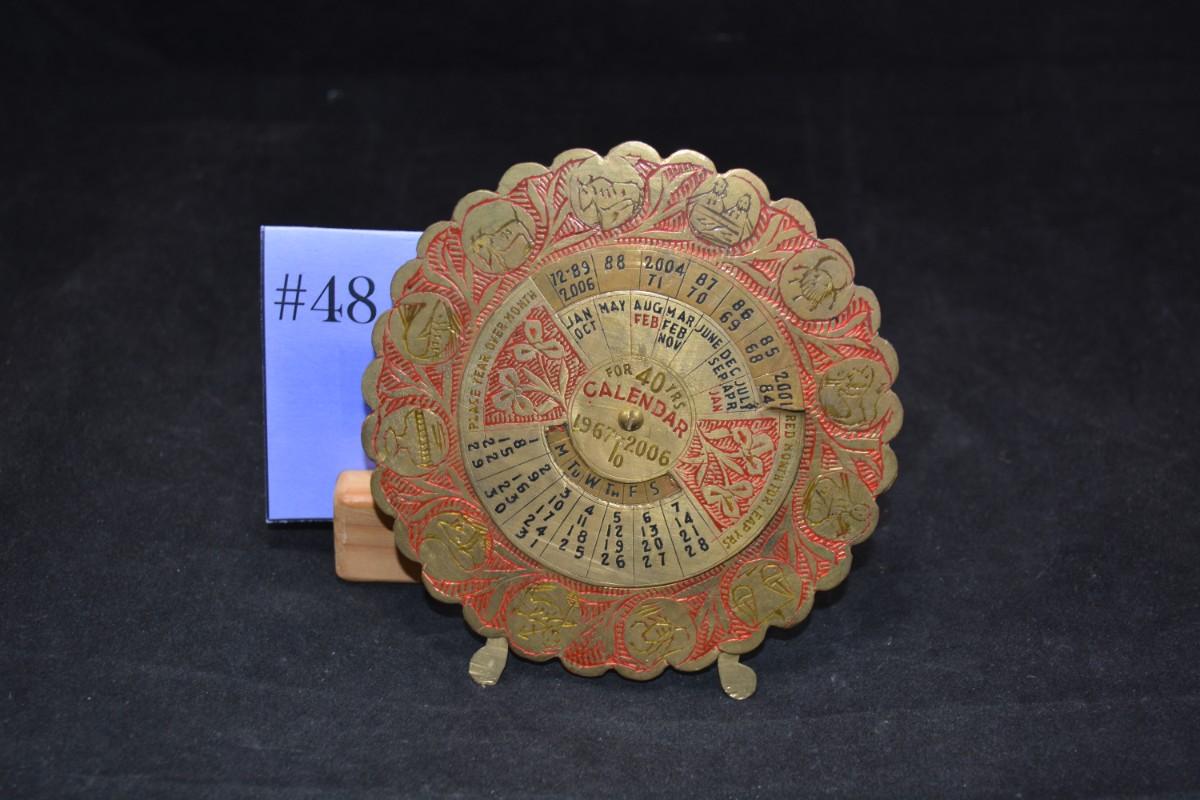 #48
PLACE YEAR OVER MONTH
72·89 88 2004 87 86 85 2001
2006 71 70 69 68 84
JAN MAY AUG MAR JUNE DEC JULY
OCT FEB FEB SEP APR
NOV JAN
FOR 40 YRS
CALENDAR
1967 TO 2006
RED MONTH FOR LEAP YRS
M TU W TH F S
1 2 3 4 5 6 7
8 9 10 11 12 13 14
15 16 17 18 19 20 21
22 23 24 25 26 27 28
29 30 31